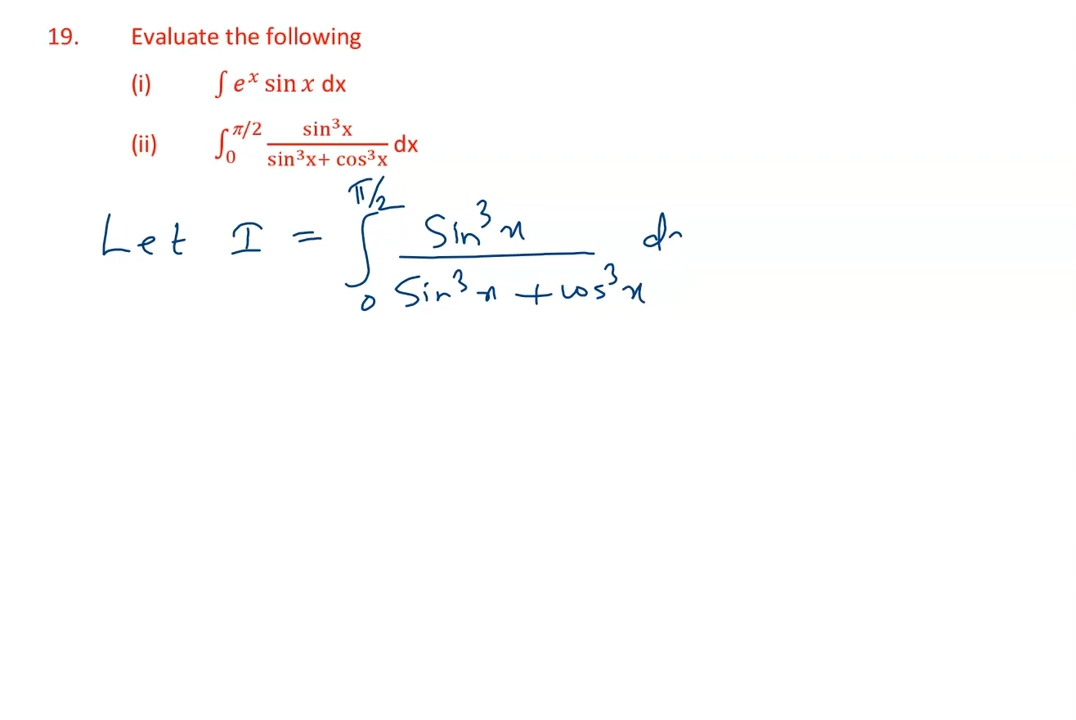 19. Evaluate the following
(i) ∫ eˣ sin x dx
(ii) ∫₀^π/2 sin³x / (sin³x + cos³x) dx
Let I = ∫₀^π/2 Sin³x / (Sin³x + cos³x) dx